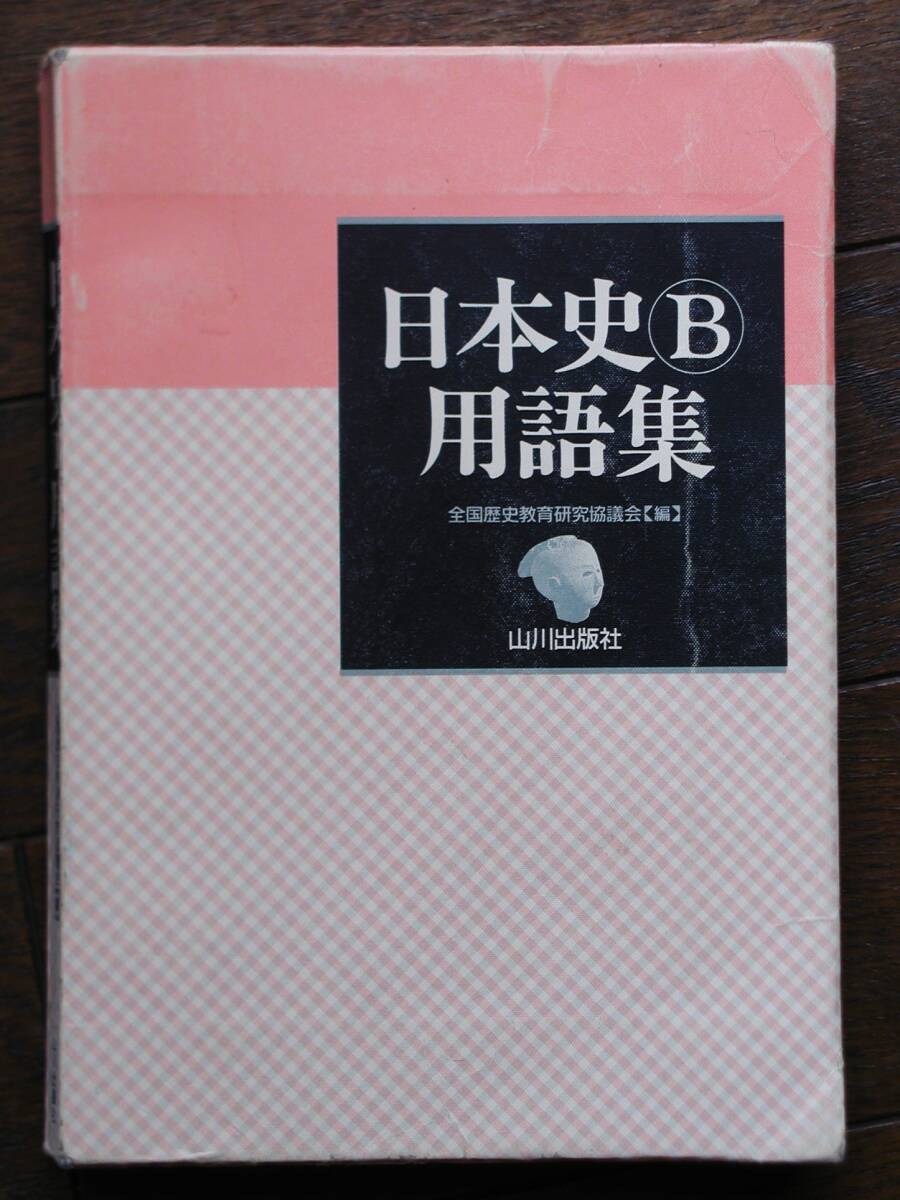 日本史Ⓑ
用語集
全国歴史教育研究協議会【編】
山川出版社